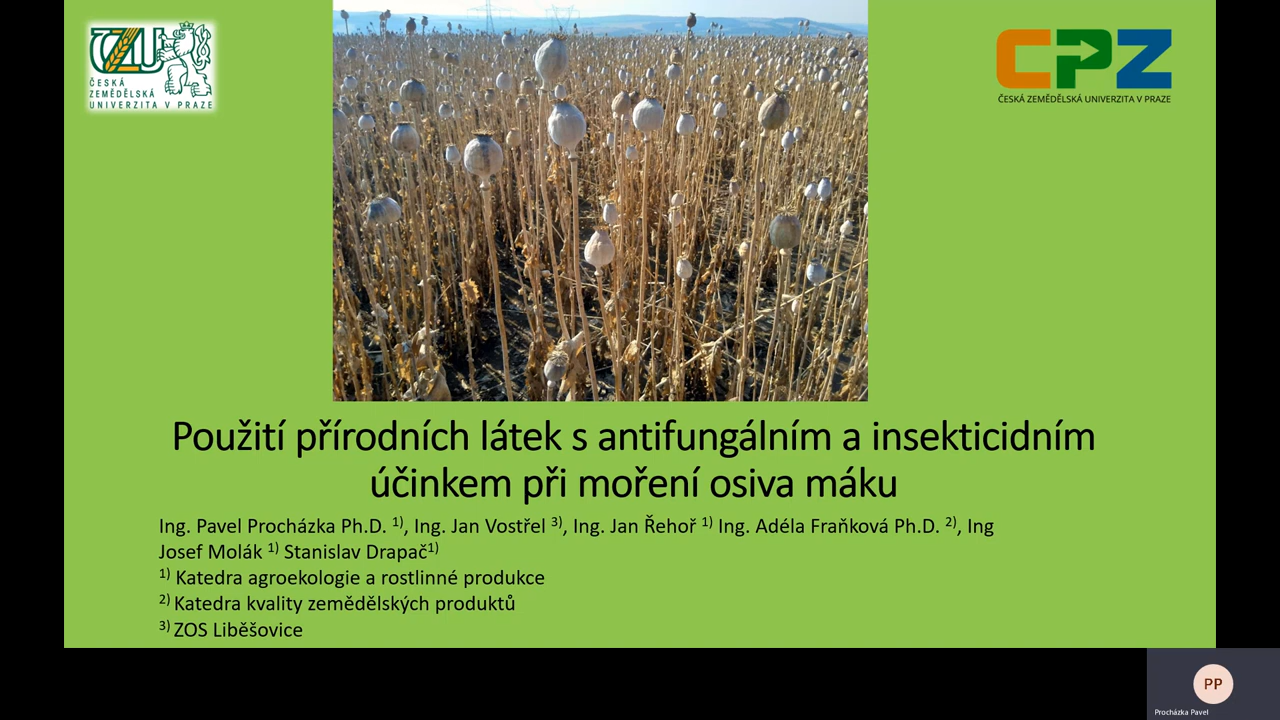 ČZU
ČESKÁ
ZEMĚDĚLSKÁ
UNIVERZITA V PRAZE
CPZ
ČESKÁ ZEMĚDĚLSKÁ UNIVERZITA V PRAZE
Použití přírodních látek s antifungálním a insekticidním
účinkem při moření osiva máku
Ing. Pavel Procházka Ph.D. 1), Ing. Jan Vostřel 3), Ing. Jan Řehoř 1) Ing. Adéla Fraňková Ph.D. 2), Ing
Josef Molák 1) Stanislav Drapač1)
1) Katedra agroekologie a rostlinné produkce
2) Katedra kvality zemědělských produktů
3) ZOS Liběšovice
PP
Procházka Pavel